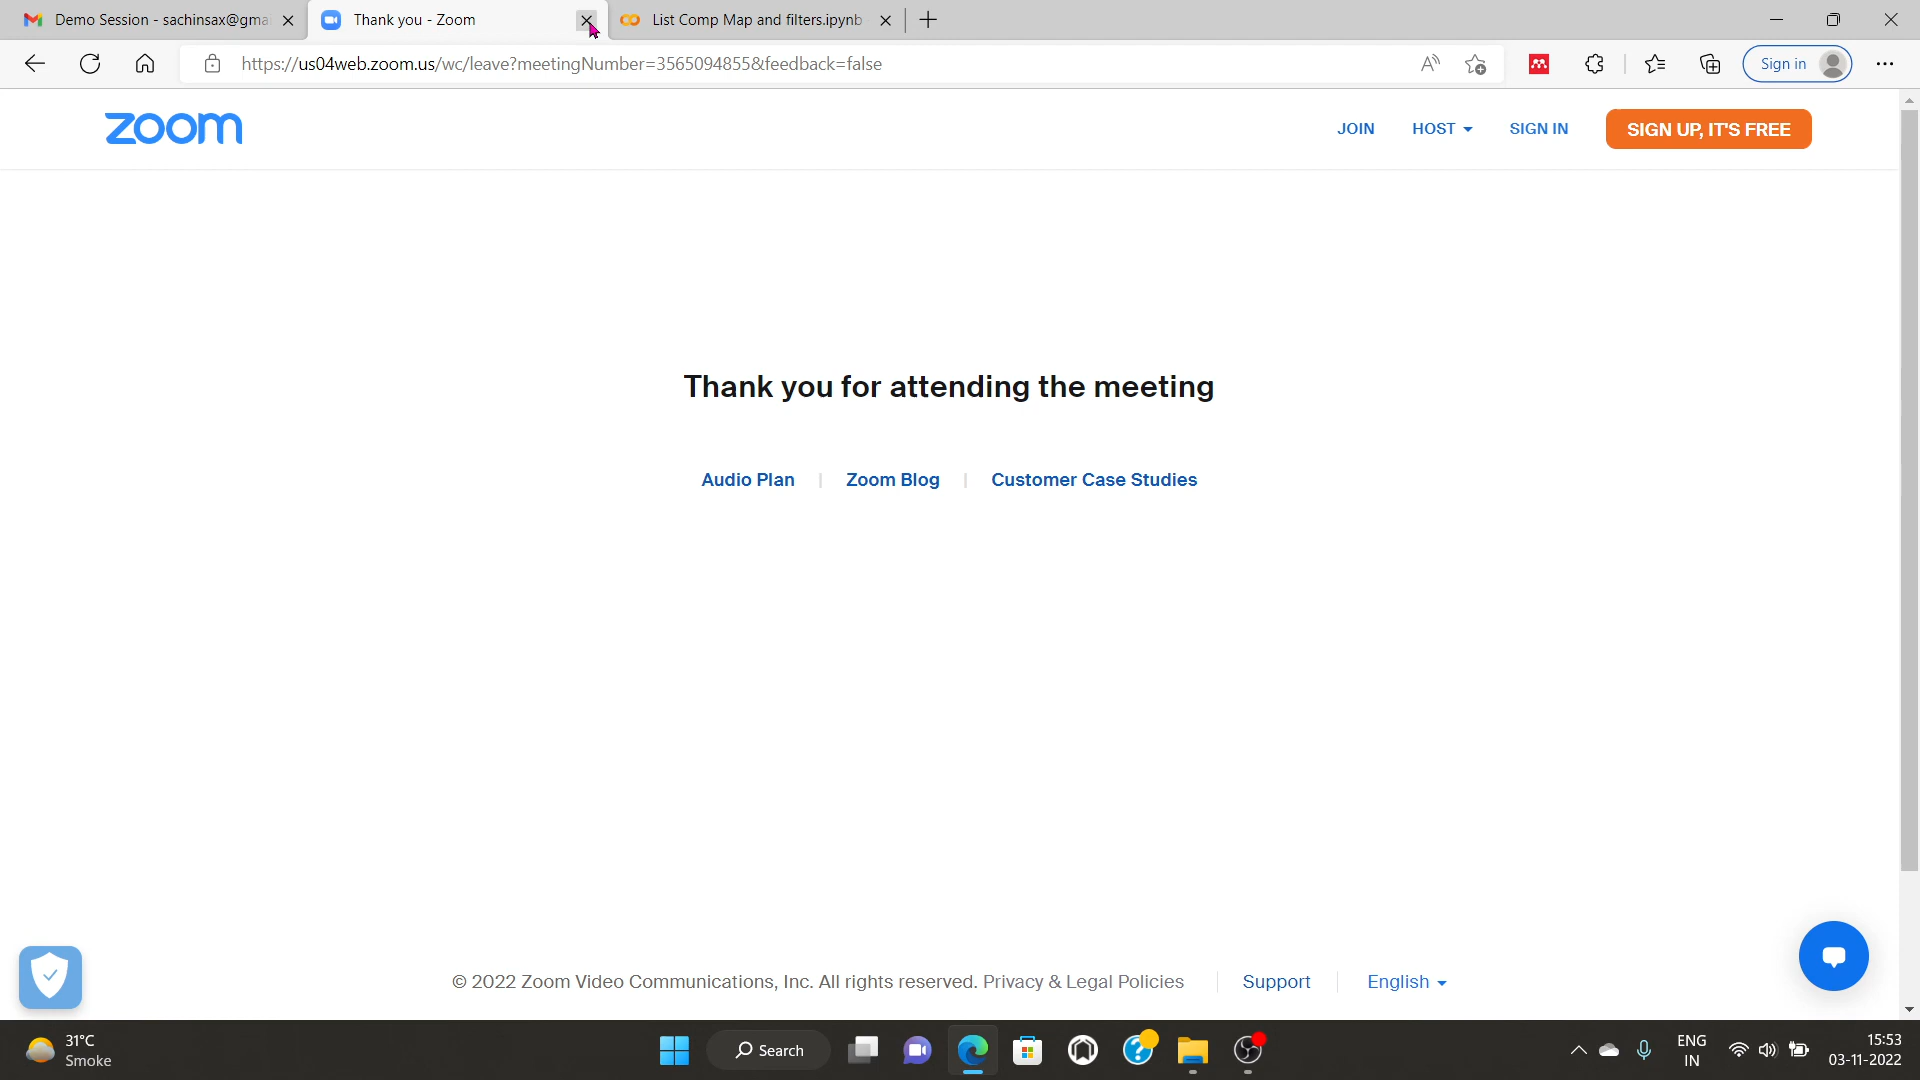 Demo Session - sachinsax@gma
Thank you - Zoom
List Comp Map and filters.ipynb
https://us04web.zoom.us/wc/leave?meetingNumber=3565094855&feedback=false
Sign in
zoom
JOIN
HOST
SIGN IN
SIGN UP, IT'S FREE
Thank you for attending the meeting
Audio Plan | Zoom Blog | Customer Case Studies
© 2022 Zoom Video Communications, Inc. All rights reserved. Privacy & Legal Policies
Support
English
31°C
Smoke
Search
ENG
IN
15:53
03-11-2022